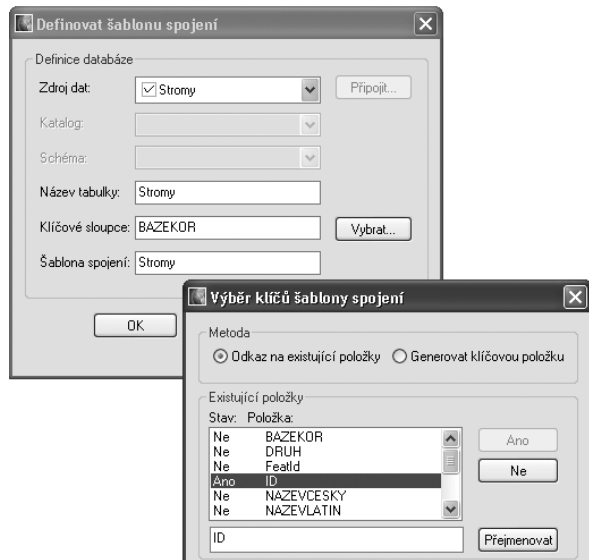 Definovat šablonu spojení
Definice databáze
Zdroj dat: Stromy Připojit...
Katalog:
Schéma:
Název tabulky: Stromy
Klíčové sloupce: BAZEKOR Vybrat...
Šablona spojení: Stromy
OK
Výběr klíčů šablony spojení
Metoda
Odkaz na existující položky Generovat klíčovou položku
Existující položky
Stav: Položka:
Ne BAZEKOR Ano
Ne DRUH
Ne FeatId Ne
Ano ID
Ne NAZEVCESKY
Ne NAZEVLATIN
ID Přejmenovat